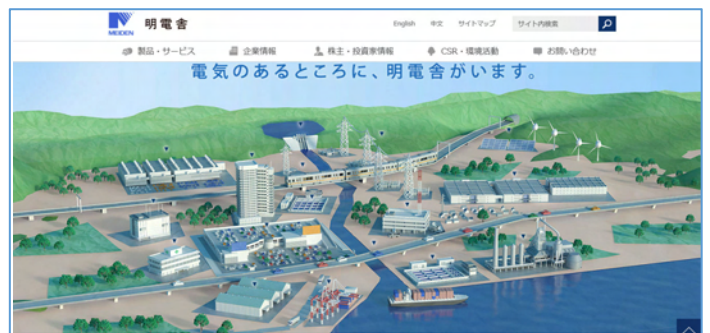 MEIDEN 明電舎
English 中文 サイトマップ サイト内検索
製品・サービス 企業情報 株主・投資家情報 CSR・環境活動 お問い合わせ
電気のあるところに、明電舎がいます。